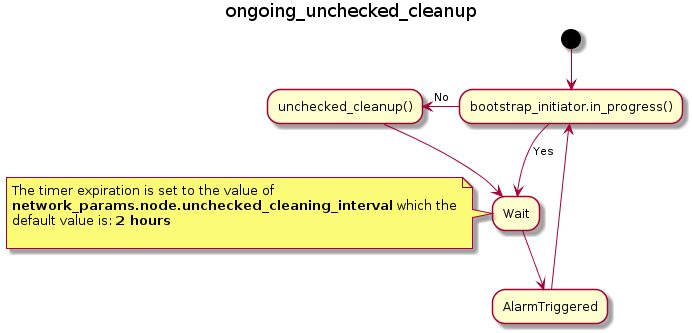 ongoing_unchecked_cleanup
unchecked_cleanup()
No
bootstrap_initiator.in_progress()
Yes
The timer expiration is set to the value of
network_params.node.unchecked_cleaning_interval which the
default value is: 2 hours
Wait
AlarmTriggered